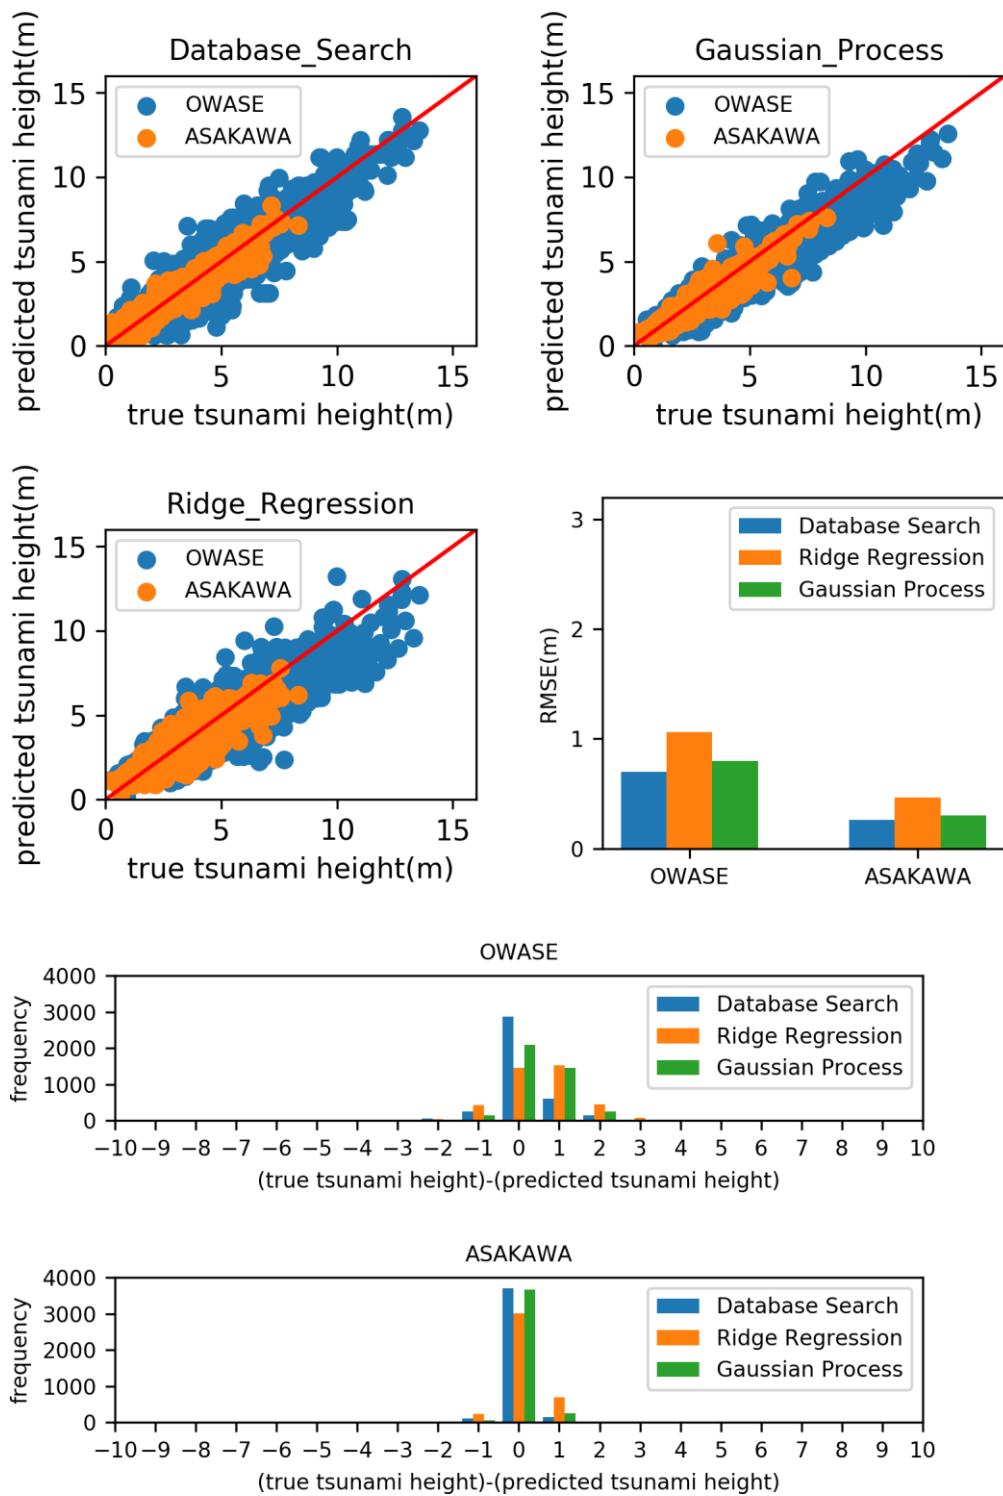 Database_Search
predicted tsunami height(m)
15
10
5
0
OWASE
ASAKAWA
0 5 10 15
true tsunami height(m)
Gaussian_Process
predicted tsunami height(m)
15
10
5
0
OWASE
ASAKAWA
0 5 10 15
true tsunami height(m)
Ridge_Regression
predicted tsunami height(m)
15
10
5
0
OWASE
ASAKAWA
0 5 10 15
true tsunami height(m)
RMSE(m)
3
2
1
0
Database Search
Ridge Regression
Gaussian Process
OWASE ASAKAWA
OWASE
frequency
4000
3000
2000
1000
0
Database Search
Ridge Regression
Gaussian Process
−10 −9 −8 −7 −6 −5 −4 −3 −2 −1 0 1 2 3 4 5 6 7 8 9 10
(true tsunami height)-(predicted tsunami height)
ASAKAWA
frequency
4000
3000
2000
1000
0
Database Search
Ridge Regression
Gaussian Process
−10 −9 −8 −7 −6 −5 −4 −3 −2 −1 0 1 2 3 4 5 6 7 8 9 10
(true tsunami height)-(predicted tsunami height)